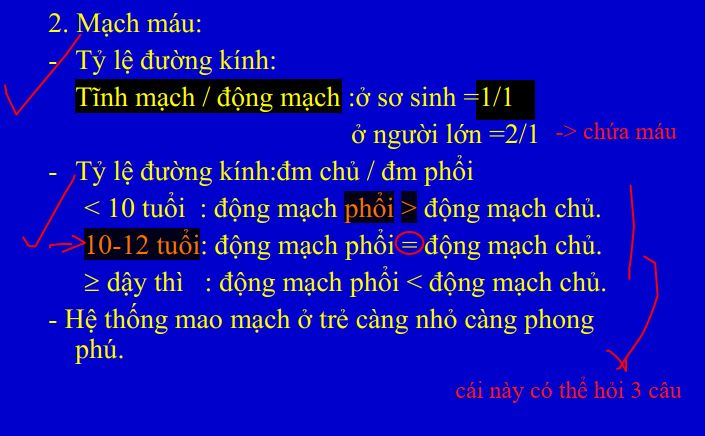 2. Mạch máu:
- Tỷ lệ đường kính:
Tĩnh mạch / động mạch :ở sơ sinh =1/1
ở người lớn =2/1 -> chứa máu
- Tỷ lệ đường kính:đm chủ / đm phổi
< 10 tuổi : động mạch phổi > động mạch chủ.
10-12 tuổi: động mạch phổi = động mạch chủ.
≥ dậy thì : động mạch phổi < động mạch chủ.
- Hệ thống mao mạch ở trẻ càng nhỏ càng phong
phú.
cái này có thể hỏi 3 câu